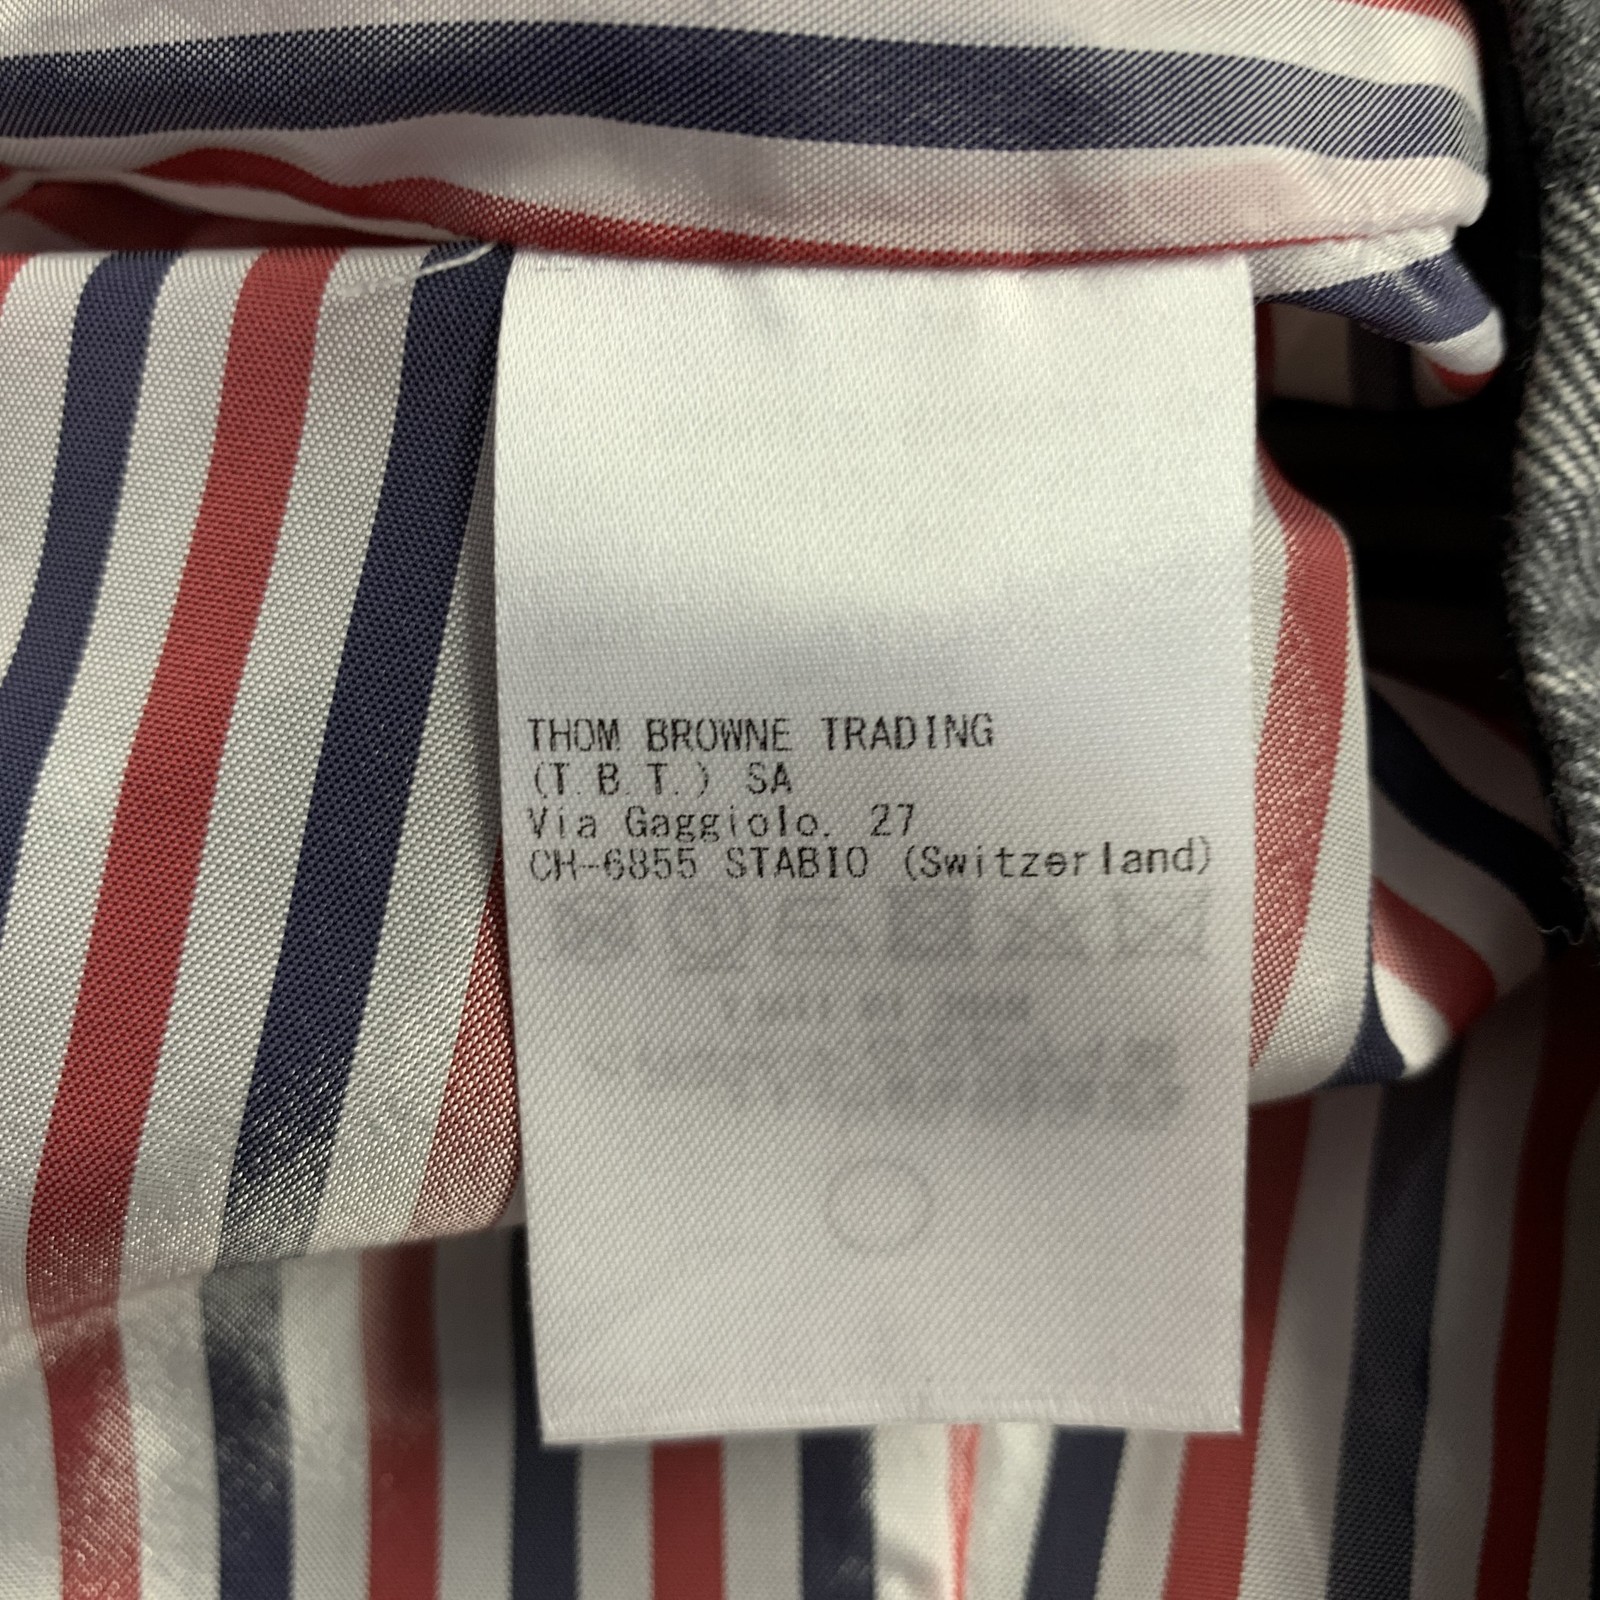 THOM BROWNE TRADING
(T.B.T.) SA
Via Gaggiolo, 27
CH-6855 STABIO (Switzerland)